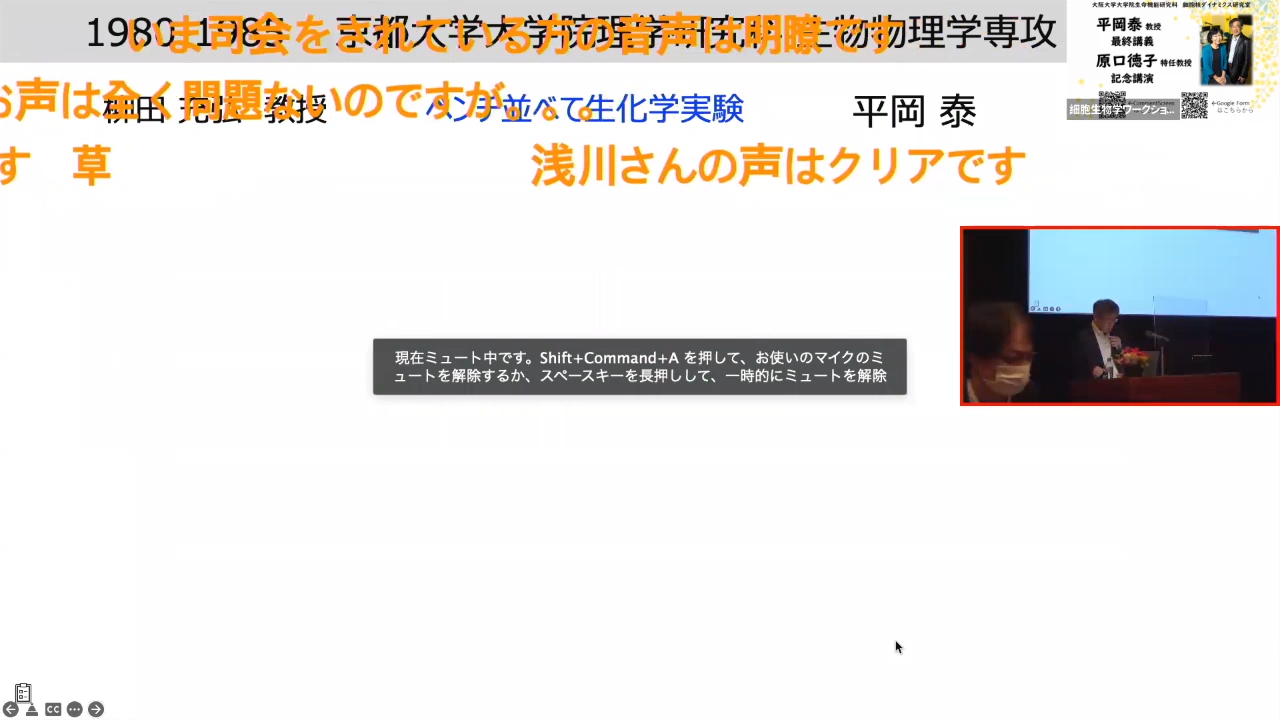 1980-1983 京都大学大学院理学研究科 生物物理学専攻
いま司会をされている方の音声は明瞭です
お声は全く問題ないのですが。。。
柳田 充弘 教授
ベンチ並べて生化学実験
平岡 泰
す 草
浅川さんの声はクリアです
大阪大学大学院生命機能研究科 細胞核ダイナミクス研究室
平岡泰 教授
最終講義
原口徳子 特任教授
記念講演
細胞生物学ワークショ...
←Google Form
はこちらから
現在ミュート中です。Shift+Command+A を押して、お使いのマイクのミ
ュートを解除するか、スペースキーを長押しして、一時的にミュートを解除
CC